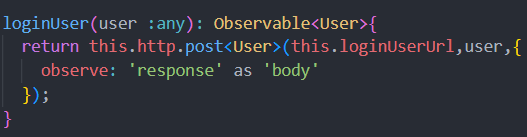 loginUser(user :any): Observable<User>{
return this.http.post<User>(this.loginUserUrl,user,{
observe: 'response' as 'body'
});
}